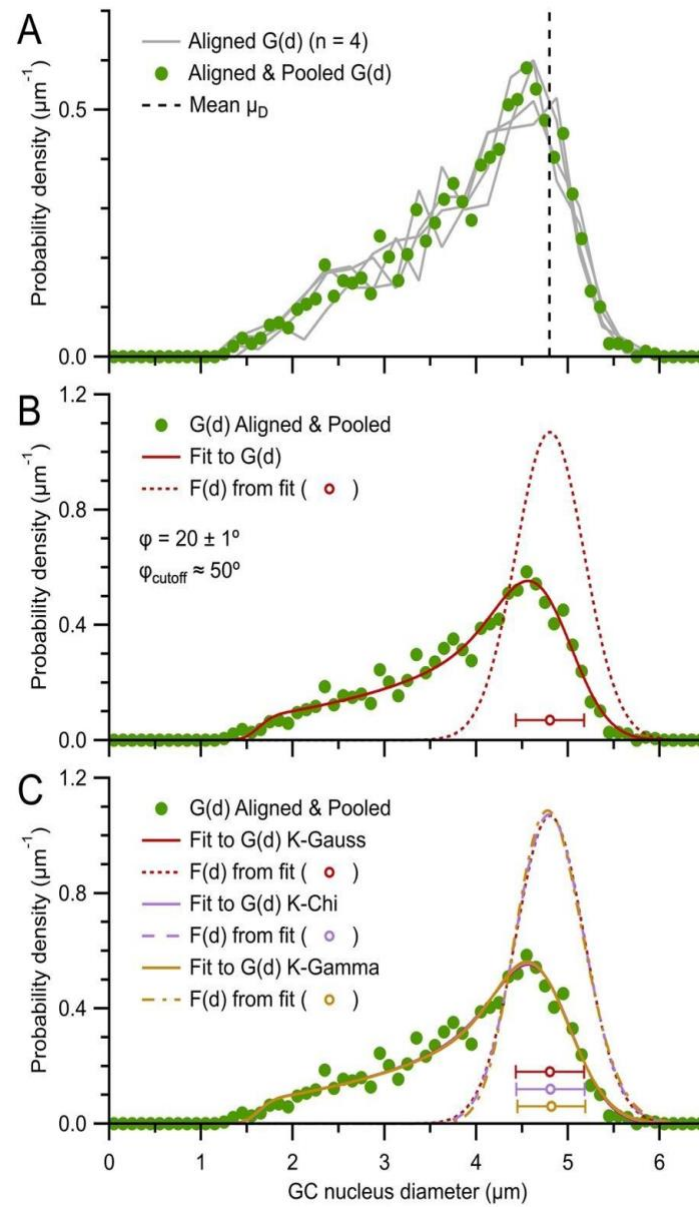 A
Probability density (µm⁻¹)
0.5
0.0
Aligned G(d) (n = 4)
Aligned & Pooled G(d)
Mean μD
B
Probability density (µm⁻¹)
1.2
0.8
0.4
0.0
G(d) Aligned & Pooled
Fit to G(d)
F(d) from fit ( )
φ = 20 ± 1º
φcutoff ≈ 50º
C
Probability density (µm⁻¹)
1.2
0.8
0.4
0.0
G(d) Aligned & Pooled
Fit to G(d) K-Gauss
F(d) from fit ( )
Fit to G(d) K-Chi
F(d) from fit ( )
Fit to G(d) K-Gamma
F(d) from fit ( )
0 1 2 3 4 5 6
GC nucleus diameter (µm)